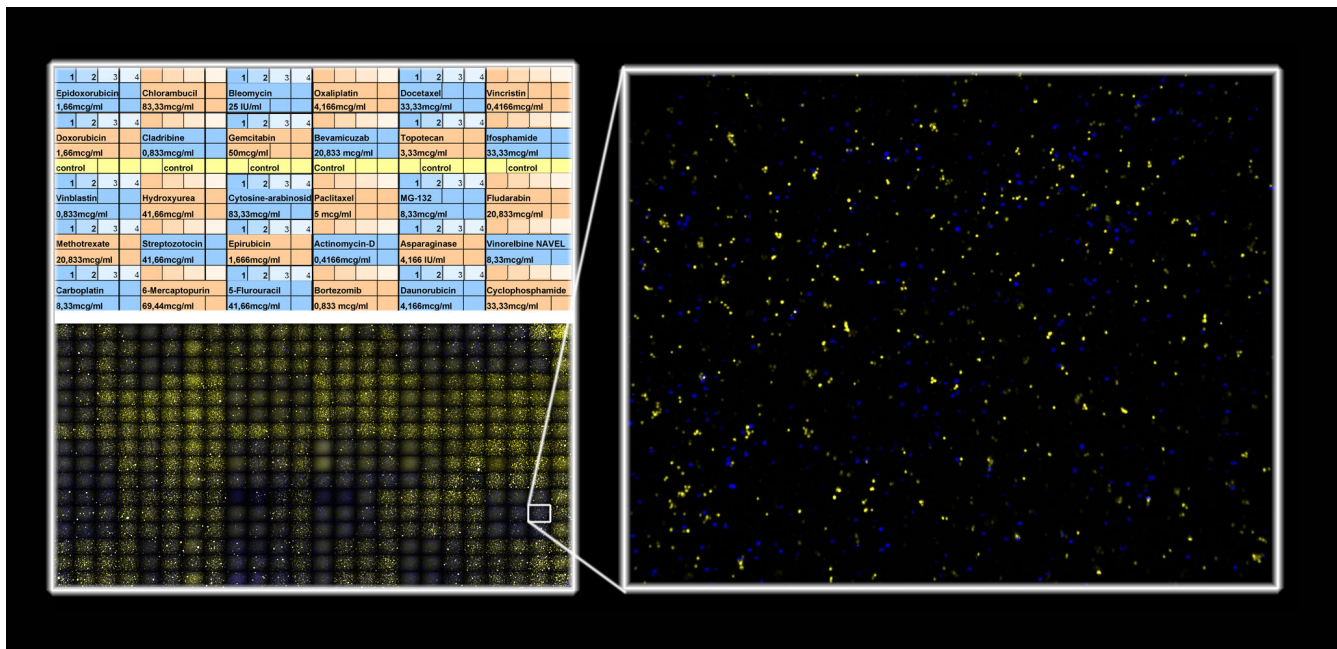 1 2 3 4 1 2 3 4 1 2 3 4
Epidoxorubicin Chlorambucil Bleomycin Oxaliplatin Docetaxel Vincristin
1,66mcg/ml 83,33mcg/ml 25 IU/ml 4,166mcg/ml 33,33mcg/ml 0,4166mcg/ml
1 2 3 4 1 2 3 4 1 2 3 4
Doxorubicin Cladribine Gemcitabin Bevamicuzab Topotecan Ifosphamide
1,66mcg/ml 0,833mcg/ml 50mcg/ml 20,833 mcg/ml 3,33mcg/ml 33,33mcg/ml
control control control Control control control
1 2 3 4 1 2 3 4 1 2 3 4
Vinblastin Hydroxyurea Cytosine-arabinosid Paclitaxel MG-132 Fludarabin
0,833mcg/ml 41,66mcg/ml 83,33mcg/ml 5 mcg/ml 8,33mcg/ml 20,833mcg/ml
1 2 3 4 1 2 3 4 1 2 3 4
Methotrexate Streptozotocin Epirubicin Actinomycin-D Asparaginase Vinorelbine NAVEL
20,833mcg/ml 41,66mcg/ml 1,666mcg/ml 0,4166mcg/ml 4,166 IU/ml 8,33mcg/ml
1 2 3 4 1 2 3 4 1 2 3 4
Carboplatin 6-Mercaptopurin 5-Flurouracil Bortezomib Daunorubicin Cyclophosphamide
8,33mcg/ml 69,44mcg/ml 41,66mcg/ml 0,833 mcg/ml 4,166mcg/ml 33,33mcg/ml